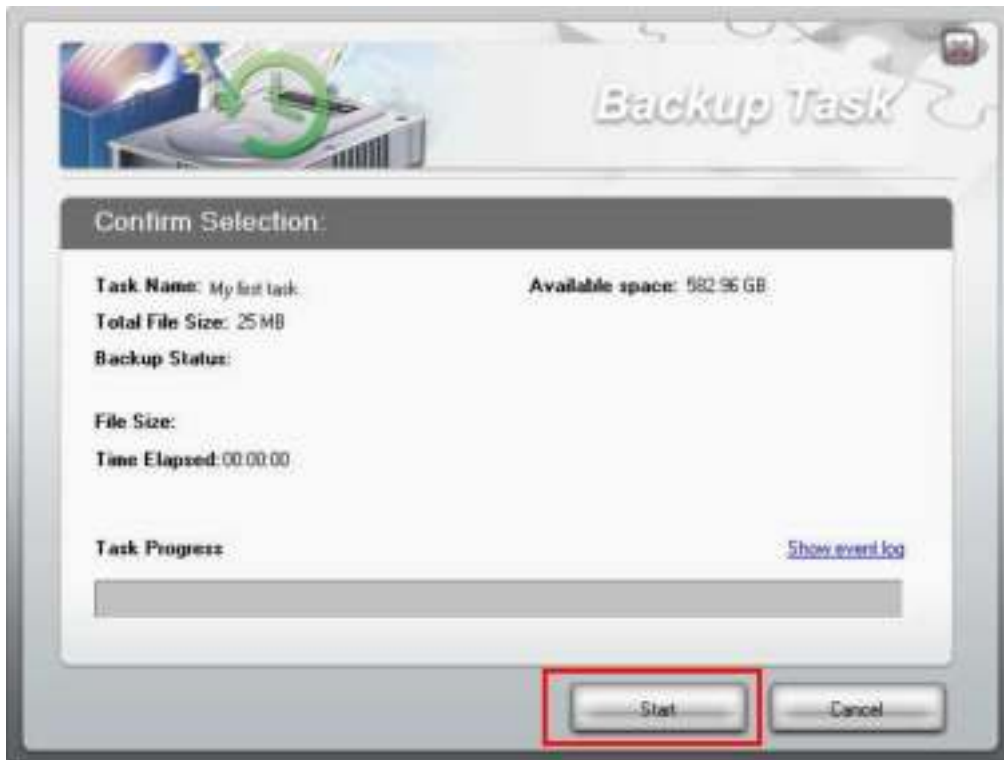 Backup Task
Confirm Selection:
Task Name: My first task
Available space: 582.96 GB
Total File Size: 25 MB
Backup Status:
File Size:
Time Elapsed: 00:00:00
Task Progress
Show event log
Start
Cancel